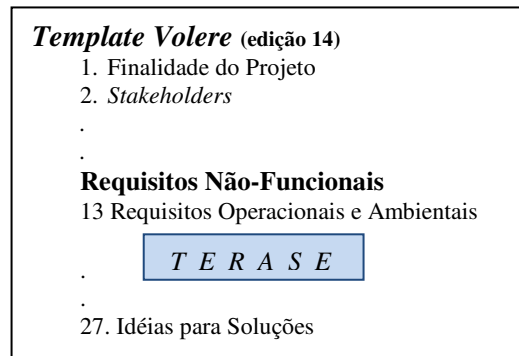 Template Volere (edição 14)
1. Finalidade do Projeto
2. Stakeholders
.
.
Requisitos Não-Funcionais
13 Requisitos Operacionais e Ambientais
T E R A S E
.
.
27. Idéias para Soluções